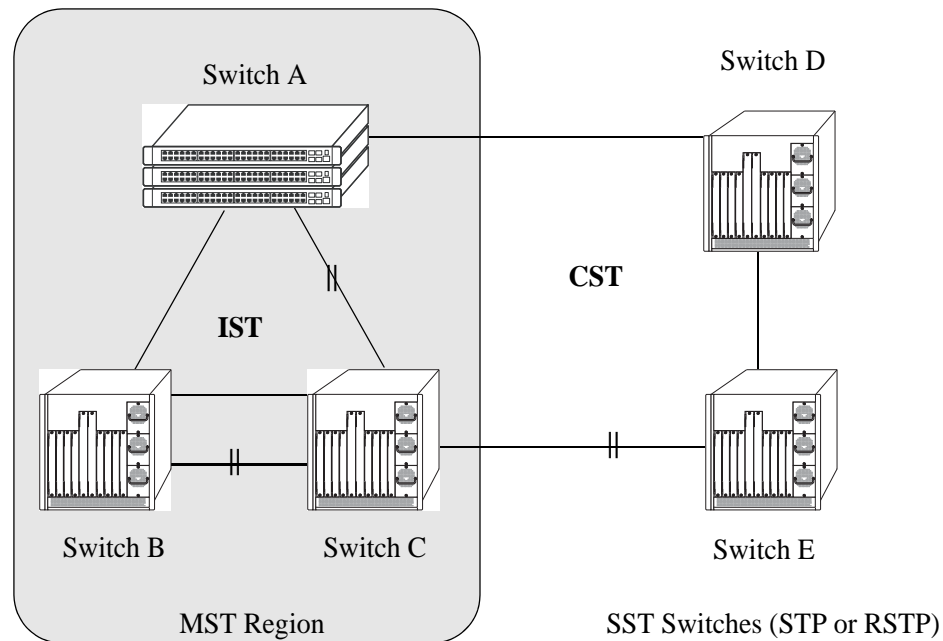 Switch A
Switch D
CST
IST
Switch B
Switch C
Switch E
MST Region
SST Switches (STP or RSTP)